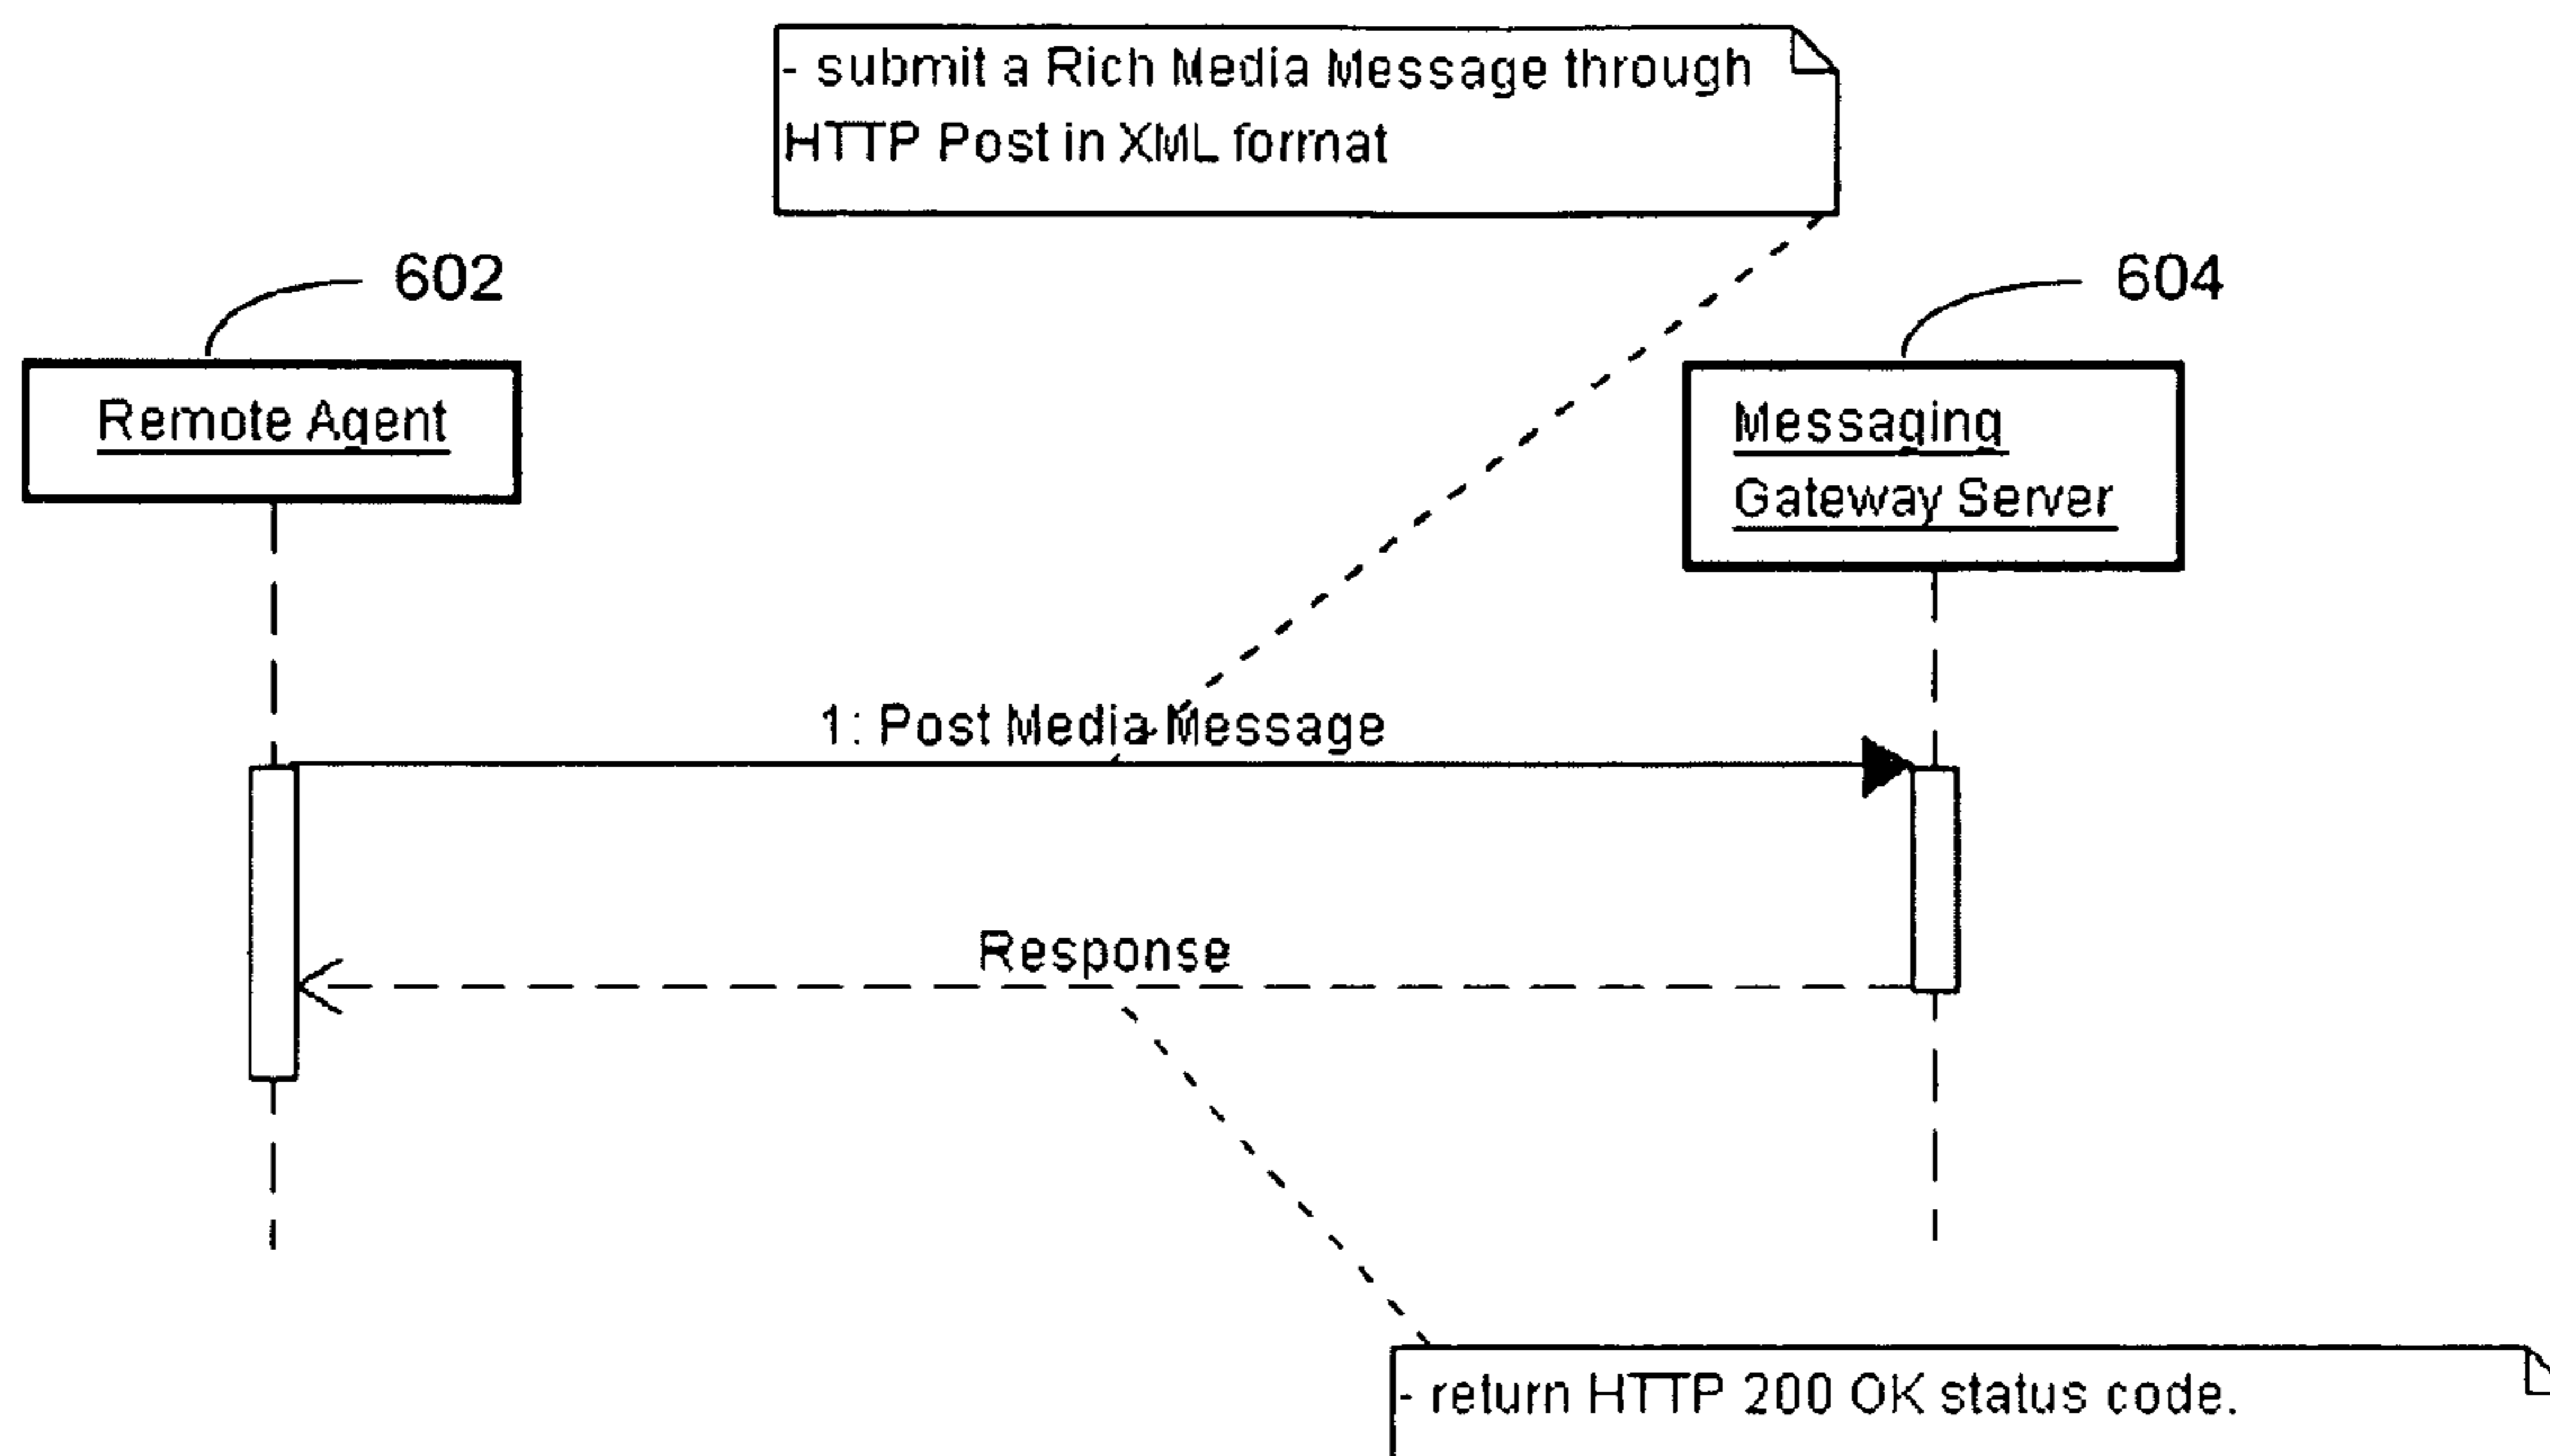 - submit a Rich Media Message through
HTTP Post in XML format
602
604
Remote Agent
Messaging
Gateway Server
1: Post Media Message
Response
- return HTTP 200 OK status code.